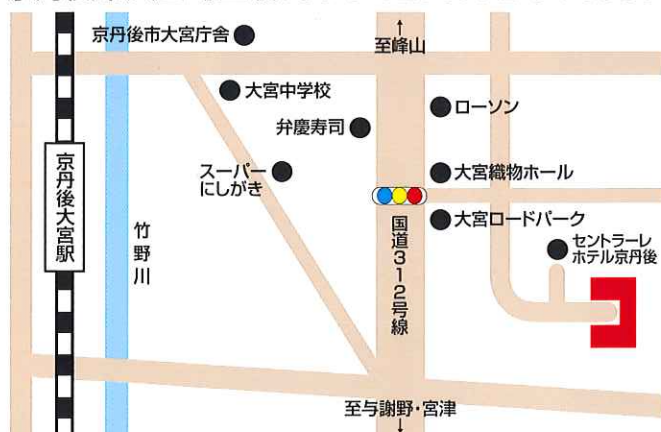 京丹後市大宮庁舎
至峰山
大宮中学校
ローソン
弁慶寿司
スーパー
にしがき
大宮織物ホール
京丹後大宮駅
竹野川
国道312号線
大宮ロードパーク
セントラーレ
ホテル京丹後
至与謝野・宮津